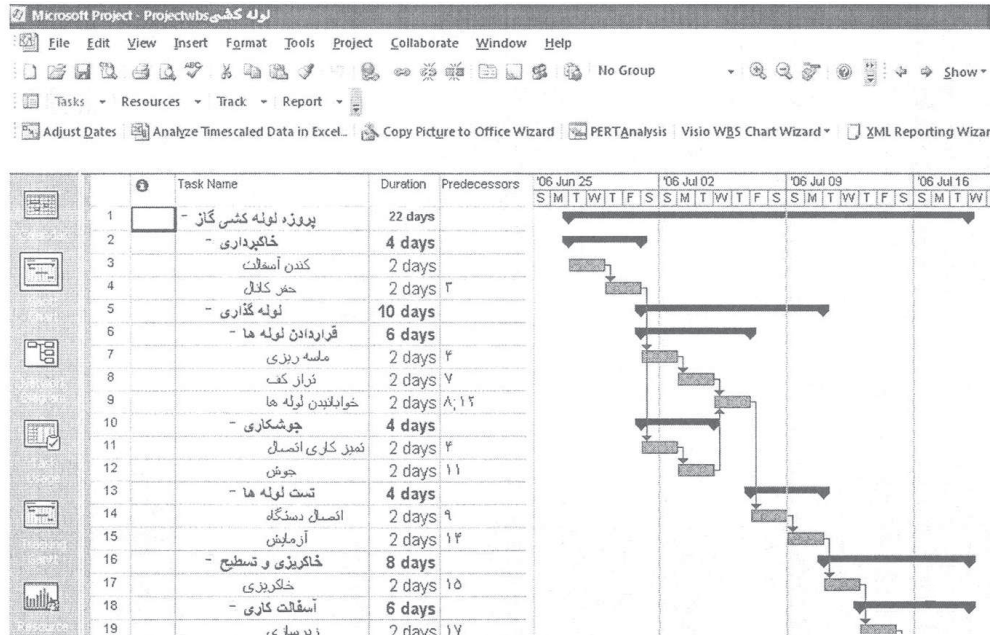 Microsoft Project - Projectwbsلوله کشی
File Edit View Insert Format Tools Project Collaborate Window Help
No Group Show
Tasks Resources Track Report
Adjust Dates Analyze Timescaled Data in Excel... Copy Picture to Office Wizard PERT Analysis Visio WBS Chart Wizard XML Reporting Wizar
Task Name Duration Predecessors '06 Jun 25 '06 Jul 02 '06 Jul 09 '06 Jul 16
S M T W T F S S M T W T F S S M T W T F S S M T W
1 پروژه لوله کشی گاز - 22 days
2 خاکبرداری - 4 days
3 کندن آسفالت 2 days
4 حفر کانال 2 days ۳
5 لوله گذاری - 10 days
6 قراردادن لوله ها - 6 days
7 ماسه ریزی 2 days ۴
8 تراز کف 2 days ۷
9 خوابانیدن لوله ها 2 days ۸;۱۲
10 جوشکاری - 4 days
11 تمیز کاری اتصال 2 days ۴
12 جوش 2 days ۱۱
13 تست لوله ها - 4 days
14 اتصال دستگاه 2 days ۹
15 آزمایش 2 days ۱۴
16 خاکریزی و تسطیح - 8 days
17 خاکریزی 2 days ۱۵
18 آسفالت کاری - 6 days
19 زیرسازی 2 days ۱۷
Resource